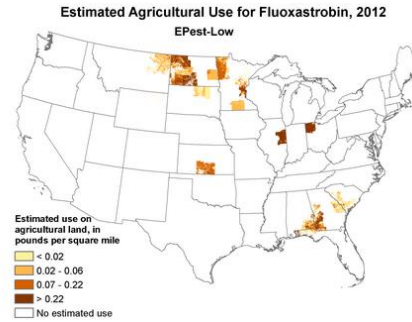 Estimated Agricultural Use for Fluoxastrobin, 2012
EPest-Low
Estimated use on
agricultural land, in
pounds per square mile
< 0.02
0.02 - 0.06
0.07 - 0.22
> 0.22
No estimated use